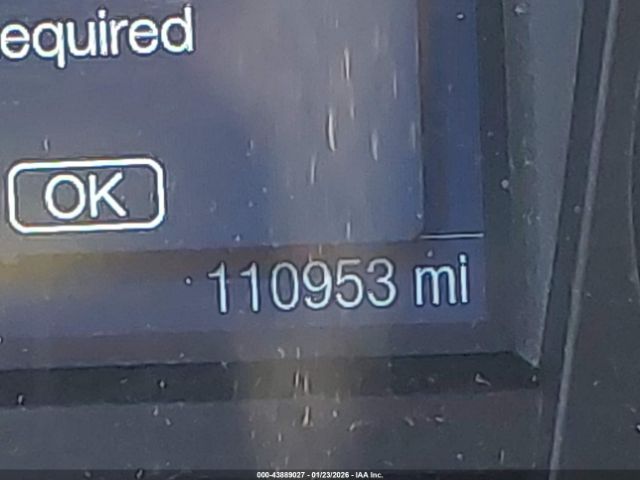 equired
OK
110953 mi
000-43889027 - 01/23/2026 - IAA Inc.